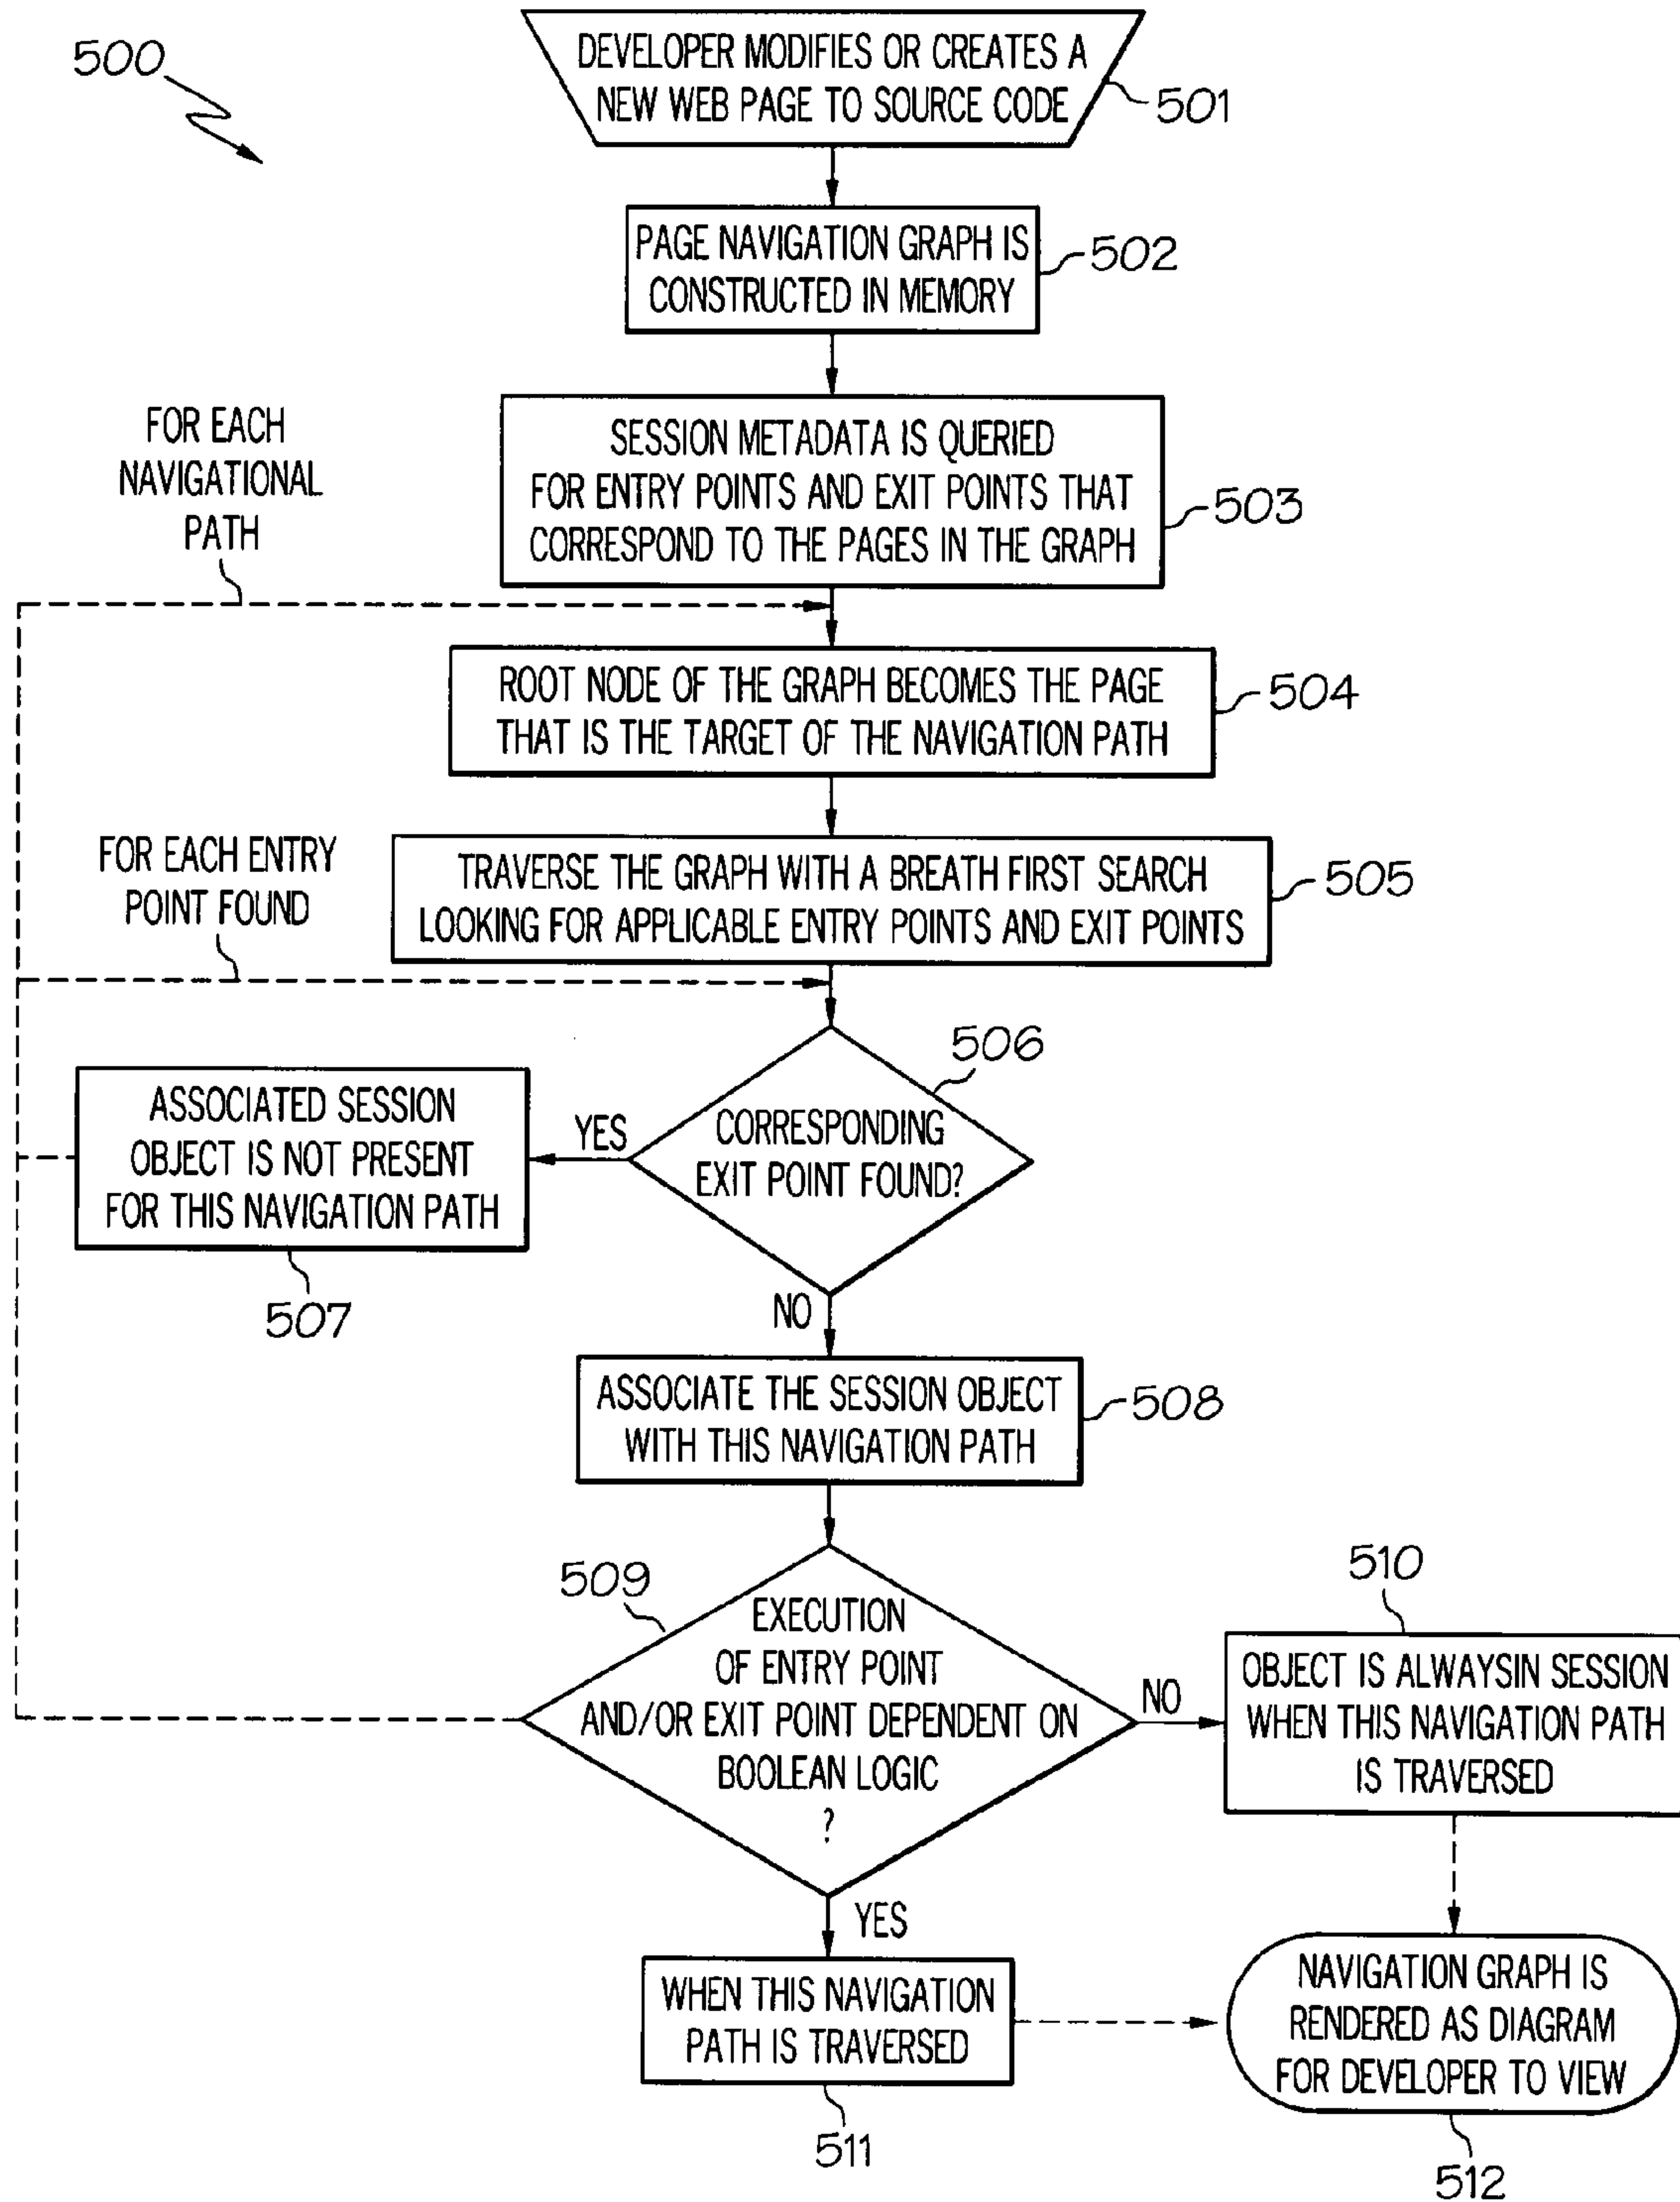 500
DEVELOPER MODIFIES OR CREATES A
NEW WEB PAGE TO SOURCE CODE
501
PAGE NAVIGATION GRAPH IS
CONSTRUCTED IN MEMORY
502
FOR EACH
NAVIGATIONAL
PATH
SESSION METADATA IS QUERIED
FOR ENTRY POINTS AND EXIT POINTS THAT
CORRESPOND TO THE PAGES IN THE GRAPH
503
ROOT NODE OF THE GRAPH BECOMES THE PAGE
THAT IS THE TARGET OF THE NAVIGATION PATH
504
FOR EACH ENTRY
POINT FOUND
TRAVERSE THE GRAPH WITH A BREATH FIRST SEARCH
LOOKING FOR APPLICABLE ENTRY POINTS AND EXIT POINTS
505
506
CORRESPONDING
EXIT POINT FOUND?
YES
ASSOCIATED SESSION
OBJECT IS NOT PRESENT
FOR THIS NAVIGATION PATH
507
NO
ASSOCIATE THE SESSION OBJECT
WITH THIS NAVIGATION PATH
508
509
EXECUTION
OF ENTRY POINT
AND/OR EXIT POINT DEPENDENT ON
BOOLEAN LOGIC
?
NO
510
OBJECT IS ALWAYSIN SESSION
WHEN THIS NAVIGATION PATH
IS TRAVERSED
YES
WHEN THIS NAVIGATION
PATH IS TRAVERSED
511
NAVIGATION GRAPH IS
RENDERED AS DIAGRAM
FOR DEVELOPER TO VIEW
512